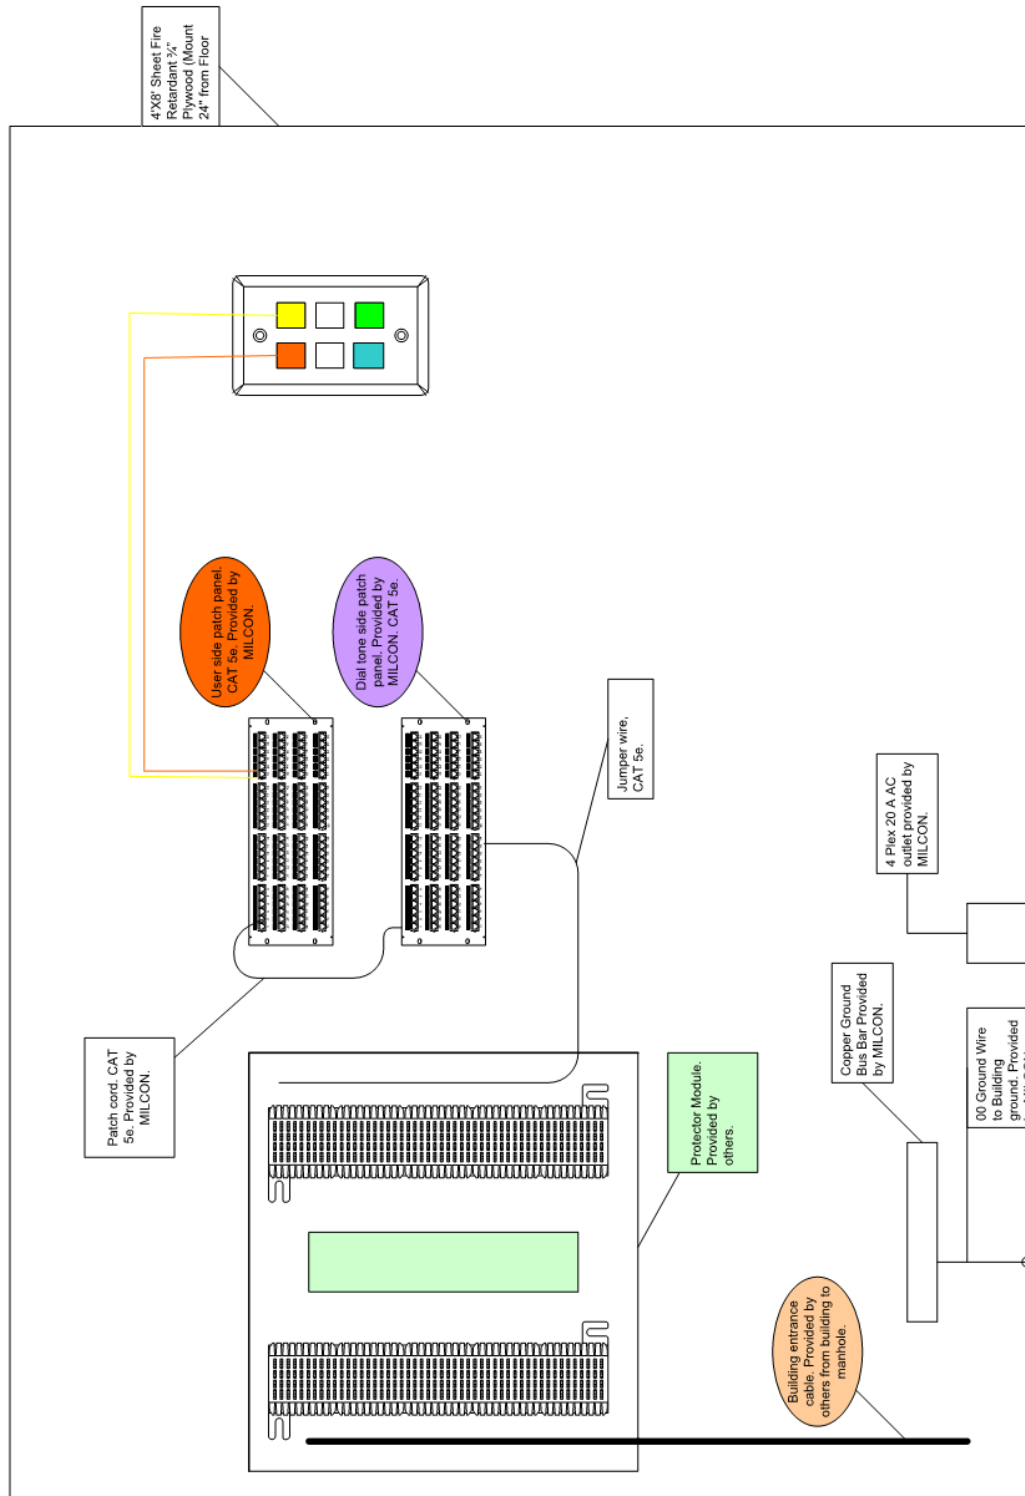 4'X8' Sheet Fire
Retardant ¾"
Plywood (Mount
24" from Floor
User side patch panel.
CAT 5e. Provided by
MILCON.
Dial tone side patch
panel. Provided by
MILCON. CAT 5e.
Jumper wire,
CAT 5e.
4 Plex 20 A AC
outlet provided by
MILCON.
Patch cord. CAT
5e. Provided by
MILCON.
Copper Ground
Bus Bar Provided
by MILCON.
00 Ground Wire
to Building
ground. Provided
Protector Module.
Provided by
others.
Building entrance
cable. Provided by
others from building to
manhole.